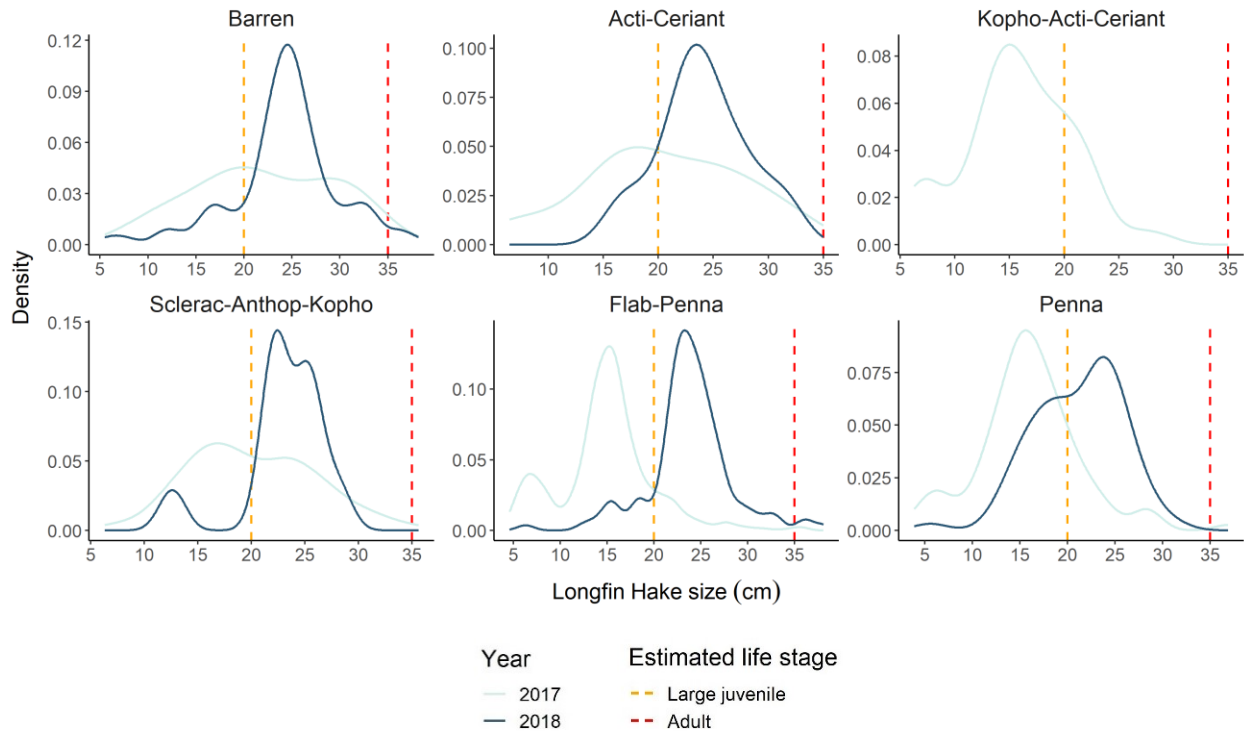 Barren
Acti-Ceriant
Kopho-Acti-Ceriant
0.12
0.09
0.06
0.03
0.00
5 10 15 20 25 30 35
0.100
0.075
0.050
0.025
0.000
10 15 20 25 30 35
0.08
0.06
0.04
0.02
0.00
5 10 15 20 25 30 35
Density
Sclerac-Anthop-Kopho
Flab-Penna
Penna
0.15
0.10
0.05
0.00
5 10 15 20 25 30 35
0.10
0.05
0.00
5 10 15 20 25 30 35
0.075
0.050
0.025
0.000
5 10 15 20 25 30 35
Longfin Hake size (cm)
Year
2017
2018
Estimated life stage
Large juvenile
Adult